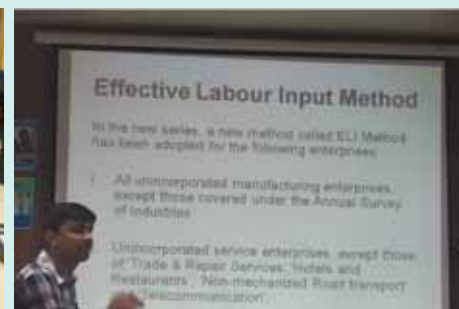 Effective Labour Input Method
In the new series, a new method called ELI Method
has been adopted for the following enterprises
All unincorporated manufacturing enterprises,
except those covered under the Annual Survey
of Industries
Unincorporated service enterprises, except those
of 'Trade & Repair Services' 'Hotels and
Restaurants', 'Non-mechanized Road transport'
'Telecommunication'.